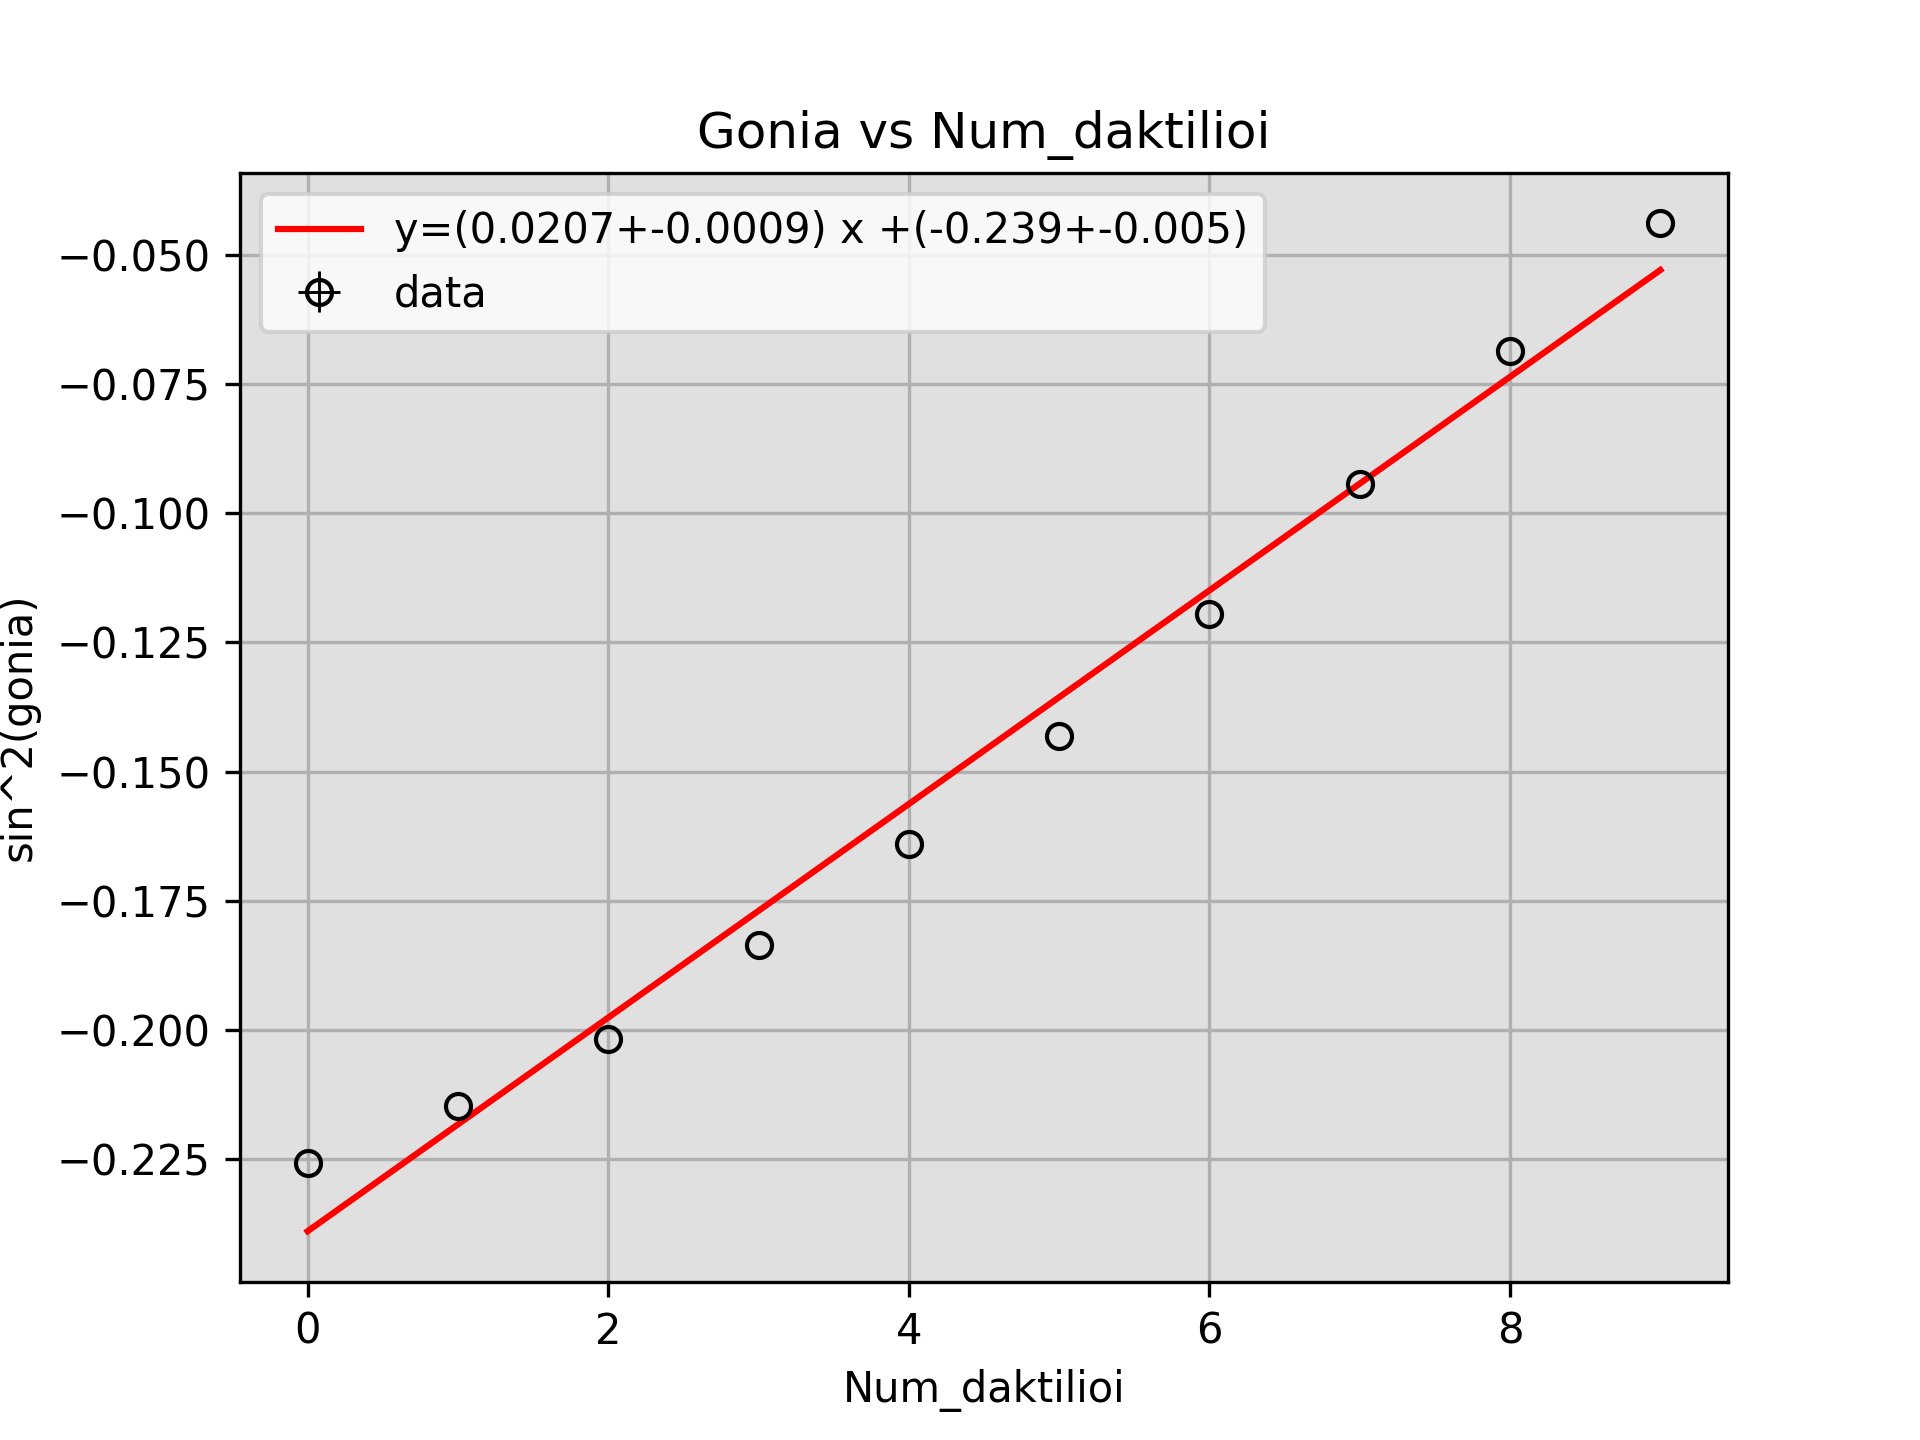 Gonia vs Num_daktilioi
y=(0.0207+-0.0009) x +(-0.239+-0.005)
data
−0.050
−0.075
−0.100
−0.125
−0.150
−0.175
−0.200
−0.225
sin^2(gonia)
0 2 4 6 8
Num_daktilioi